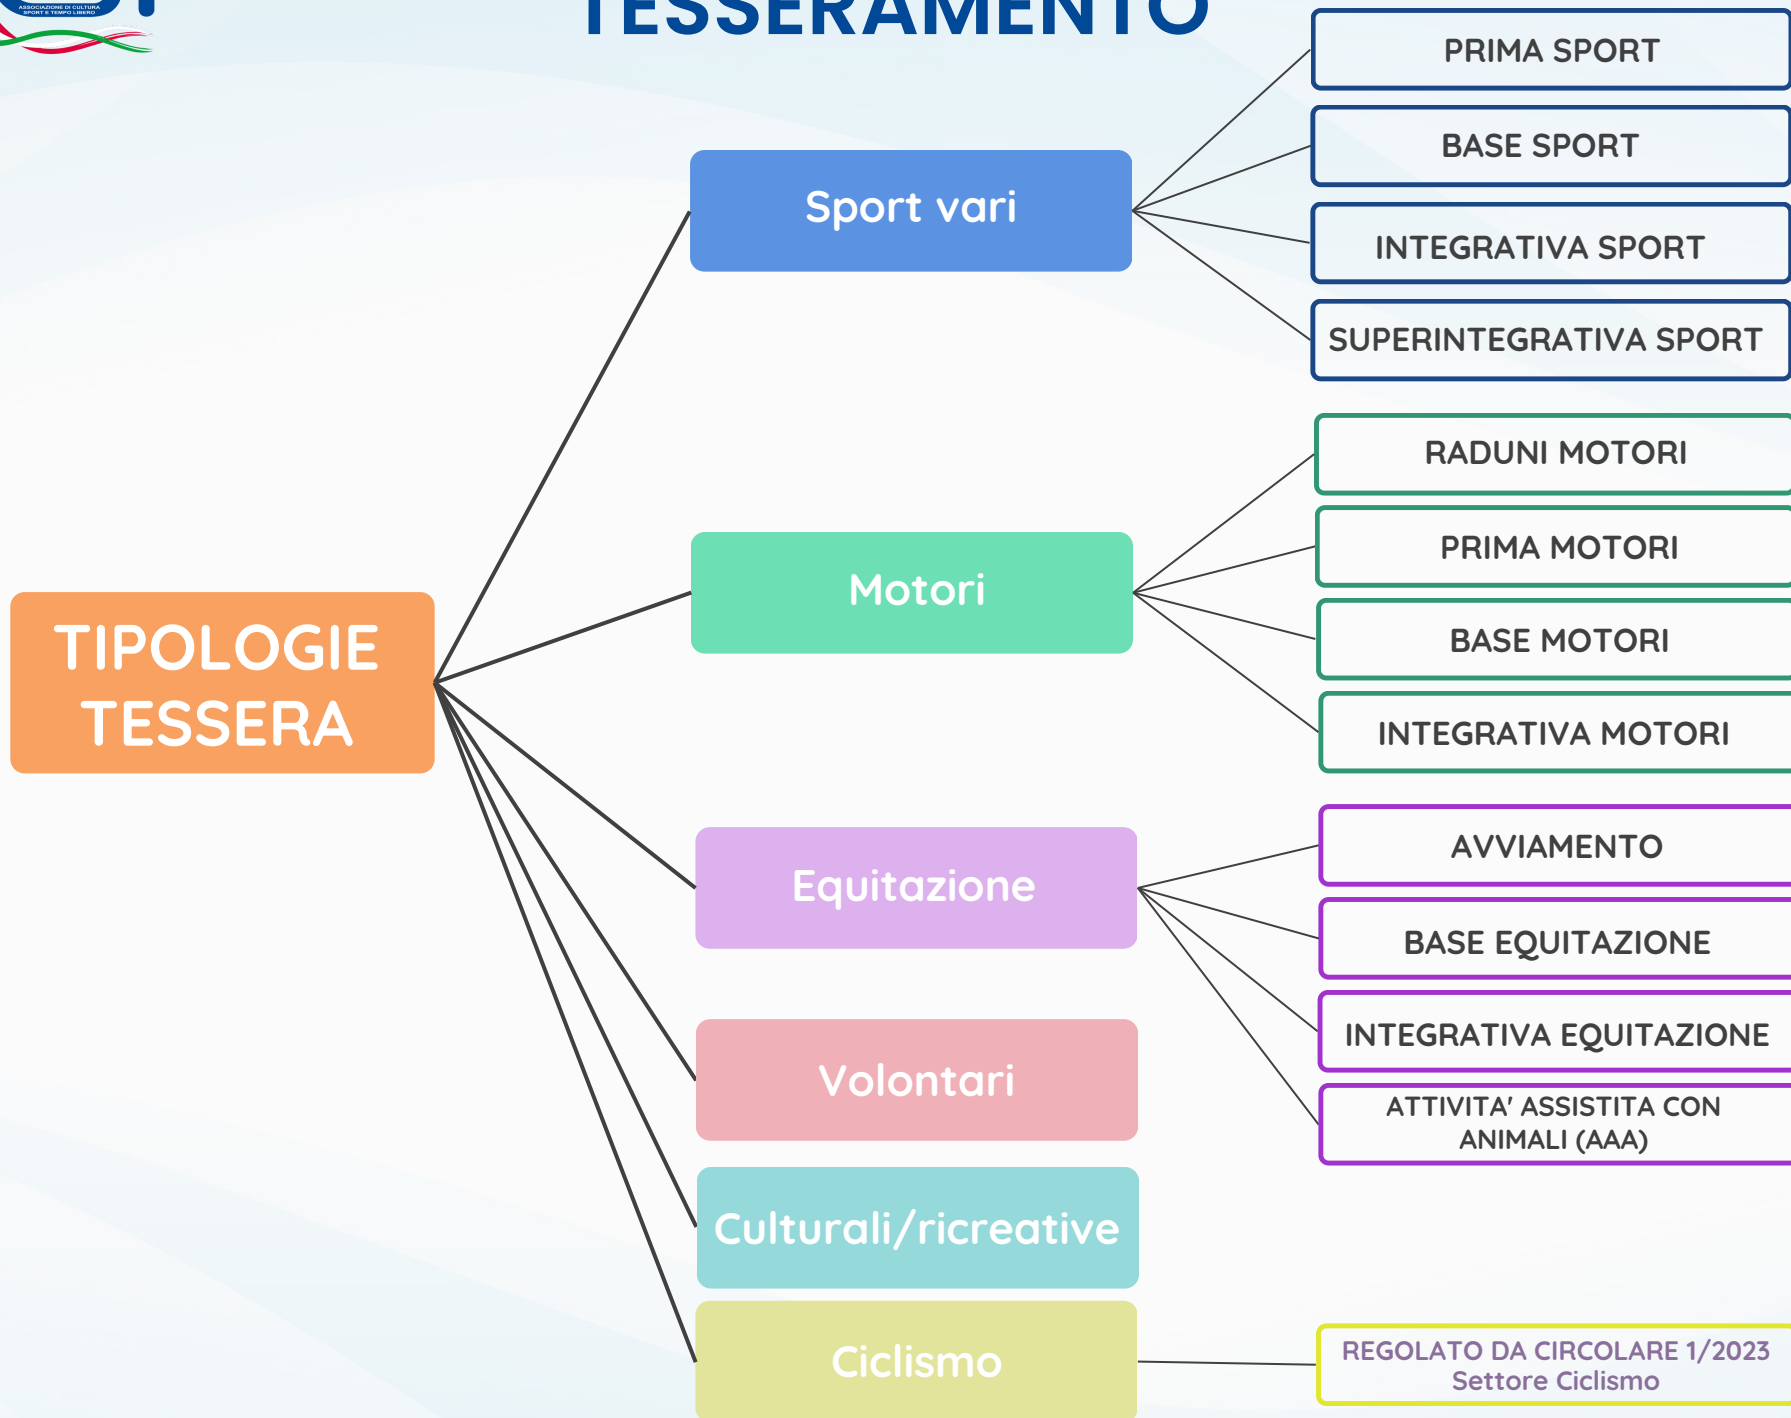 ASSOCIAZIONE DI CULTURA
SPORT E TEMPO LIBERO
TESSERAMENTO
TIPOLOGIE
TESSERA
Sport vari
PRIMA SPORT
BASE SPORT
INTEGRATIVA SPORT
SUPERINTEGRATIVA SPORT
Motori
RADUNI MOTORI
PRIMA MOTORI
BASE MOTORI
INTEGRATIVA MOTORI
Equitazione
AVVIAMENTO
BASE EQUITAZIONE
INTEGRATIVA EQUITAZIONE
ATTIVITA' ASSISTITA CON
ANIMALI (AAA)
Volontari
Culturali/ricreative
Ciclismo
REGOLATO DA CIRCOLARE 1/2023
Settore Ciclismo